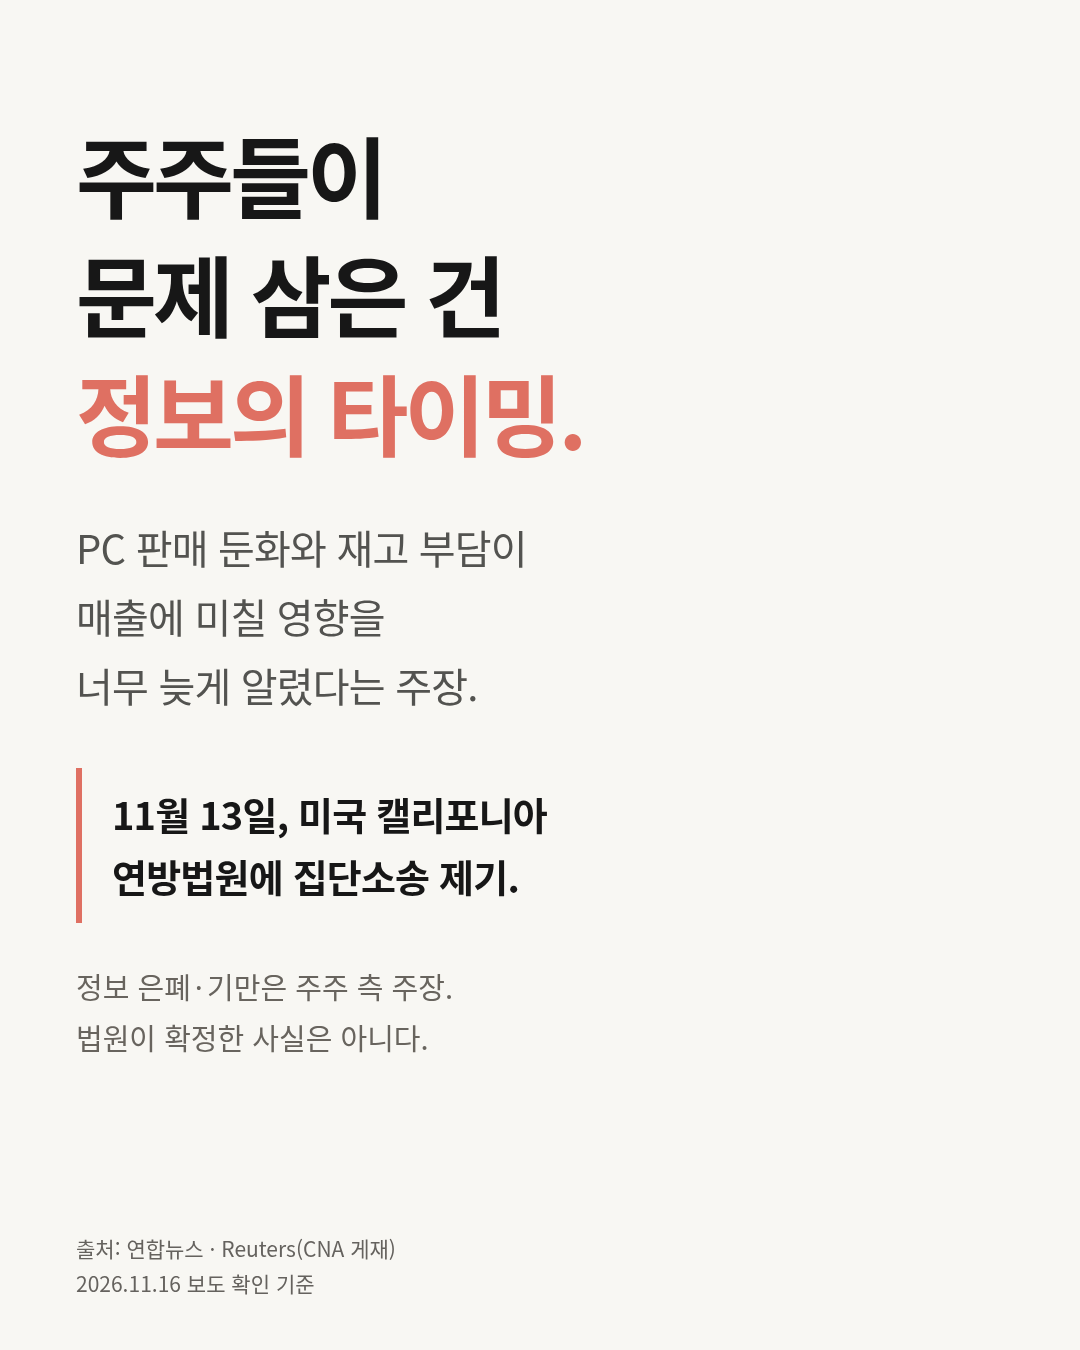 주주들이
문제 삼은 건
정보의 타이밍.
PC 판매 둔화와 재고 부담이
매출에 미칠 영향을
너무 늦게 알렸다는 주장.
11월 13일, 미국 캘리포니아
연방법원에 집단소송 제기.
정보 은폐·기만은 주주 측 주장.
법원이 확정한 사실은 아니다.
출처: 연합뉴스 · Reuters(CNA 게재)
2026.11.16 보도 확인 기준